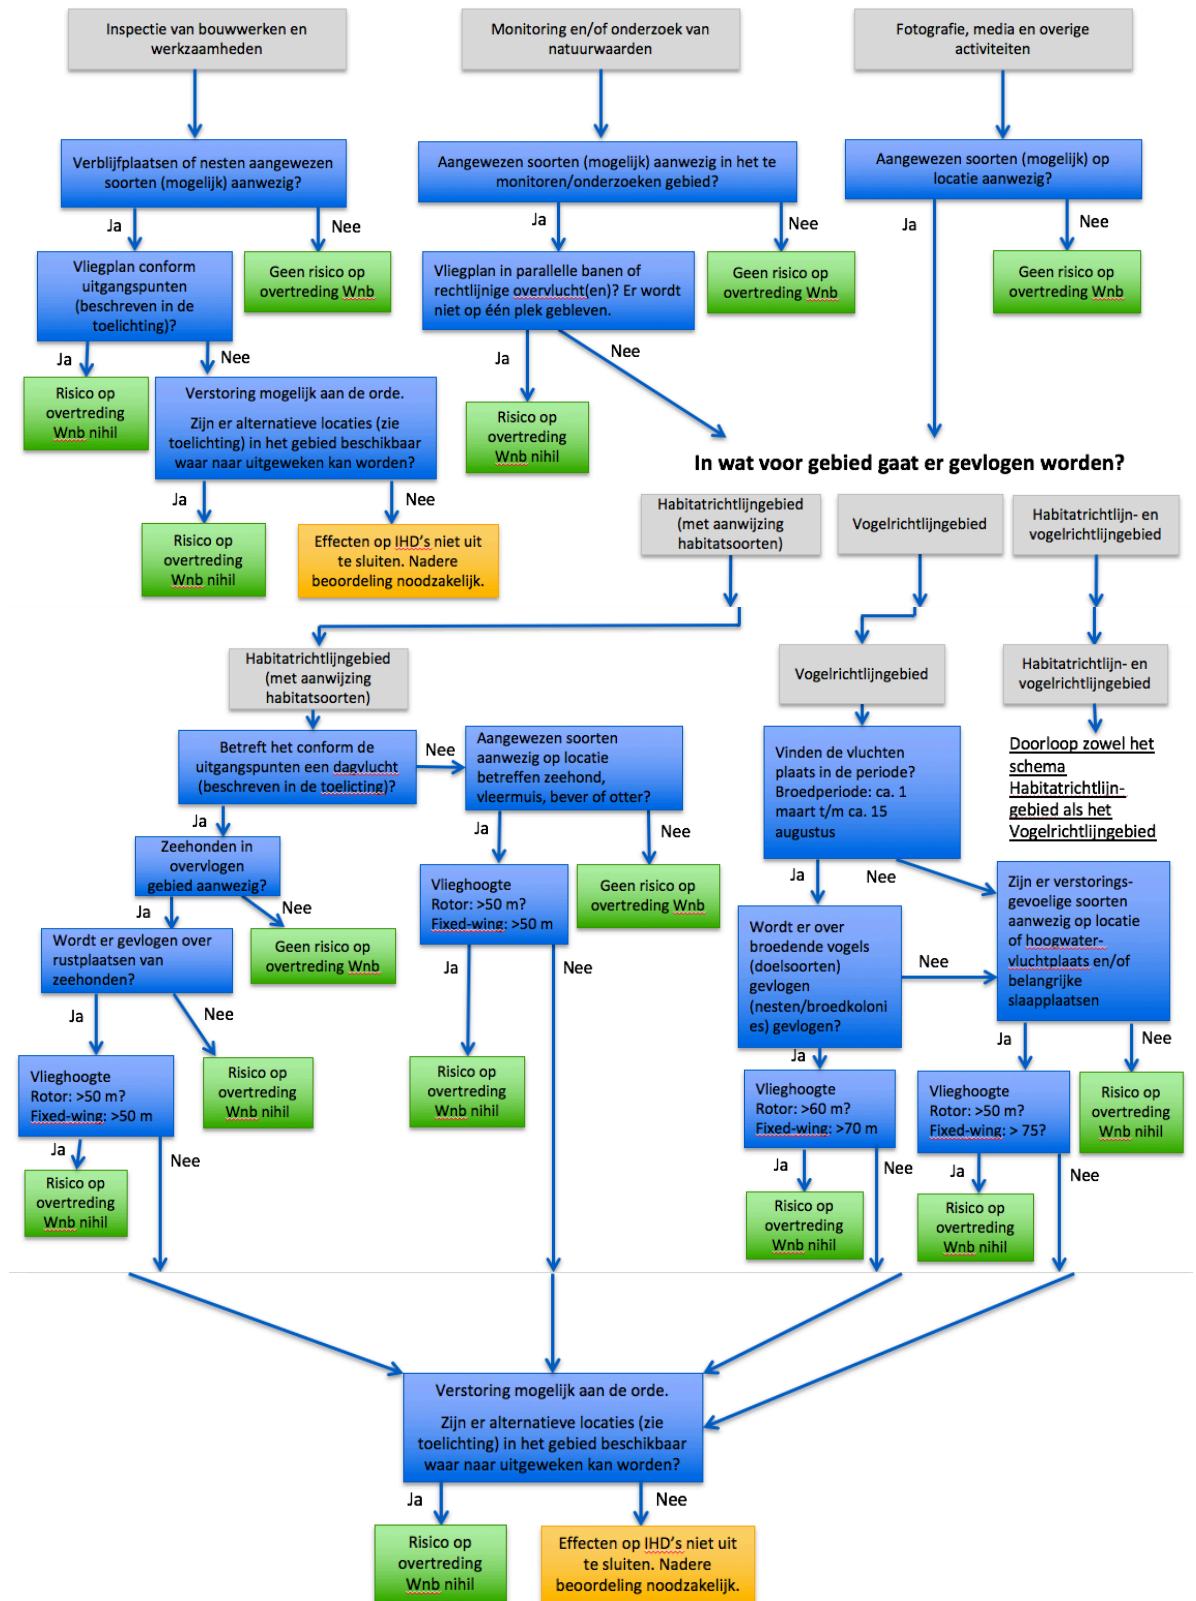 Inspectie van bouwwerken en
werkzaamheden
Monitoring en/of onderzoek van
natuurwaarden
Fotografie, media en overige
activiteiten
Verblijfplaatsen of nesten aangewezen
soorten (mogelijk) aanwezig?
Aangewezen soorten (mogelijk) aanwezig in het te
monitoren/onderzoeken gebied?
Aangewezen soorten (mogelijk) op
locatie aanwezig?
Ja
Nee
Ja
Nee
Ja
Nee
Vliegplan conform
uitgangspunten
(beschreven in de
toelichting)?
Geen risico op
overtreding Wnb
Vliegplan in parallelle banen of
rechtlijnige overvlucht(en)? Er wordt
niet op één plek gebleven.
Geen risico op
overtreding Wnb
Geen risico op
overtreding Wnb
Ja
Nee
Ja
Nee
Risico op
overtreding
Wnb nihil
Verstoring mogelijk aan de orde.
Zijn er alternatieve locaties (zie
toelichting) in het gebied beschikbaar
waar naar uitgeweken kan worden?
Risico op
overtreding
Wnb nihil
In wat voor gebied gaat er gevlogen worden?
Ja
Nee
Risico op
overtreding
Wnb nihil
Effecten op IHD's niet uit
te sluiten. Nadere
beoordeling noodzakelijk.
Habitatrichtlijngebied
(met aanwijzing
habitatsoorten)
Vogelrichtlijngebied
Habitatrichtlijn- en
vogelrichtlijngebied
Habitatrichtlijngebied
(met aanwijzing
habitatsoorten)
Vogelrichtlijngebied
Habitatrichtlijn- en
vogelrichtlijngebied
Betreft het conform de
uitgangspunten een dagvlucht
(beschreven in de toelicting)?
Nee
Aangewezen soorten
aanwezig op locatie
betreffen zeehond,
vleermuis, bever of otter?
Vinden de vluchten
plaats in de periode?
Broedperiode: ca. 1
maart t/m ca. 15
augustus
Doorloop zowel het
schema
Habitatrichtlijn-
gebied als het
Vogelrichtlijngebied
Ja
Ja
Nee
Zeehonden in
overvlogen
gebied aanwezig?
Vlieghoogte
Rotor: >50 m?
Fixed-wing: >50 m
Geen risico op
overtreding Wnb
Ja
Nee
Zijn er verstorings-
gevoelige soorten
aanwezig op locatie
of hoogwater-
vluchtplaats en/of
belangrijke
slaapplaatsen
Ja
Nee
Wordt er gevlogen over
rustplaatsen van
zeehonden?
Geen risico op
overtreding Wnb
Wordt er over
broedende vogels
(doelsoorten)
gevlogen
(nesten/broedkoloni
es) gevlogen?
Nee
Ja
Nee
Ja
Nee
Ja
Ja
Nee
Vlieghoogte
Rotor: >50 m?
Fixed-wing: >50 m
Risico op
overtreding
Wnb nihil
Risico op
overtreding
Wnb nihil
Vlieghoogte
Rotor: >60 m?
Fixed-wing: >70 m
Vlieghoogte
Rotor: >50 m?
Fixed-wing: > 75?
Risico op
overtreding
Wnb nihil
Ja
Nee
Ja
Nee
Ja
Nee
Risico op
overtreding
Wnb nihil
Risico op
overtreding
Wnb nihil
Risico op
overtreding
Wnb nihil
Verstoring mogelijk aan de orde.
Zijn er alternatieve locaties (zie
toelichting) in het gebied beschikbaar
waar naar uitgeweken kan worden?
Ja
Nee
Risico op
overtreding
Wnb nihil
Effecten op IHD's niet uit
te sluiten. Nadere
beoordeling noodzakelijk.